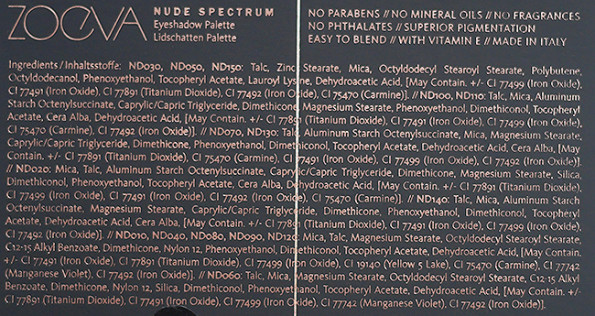 ZOEVA
NUDE SPECTRUM
Eyeshadow Palette
Lidschatten Palette
NO PARABENS // NO MINERAL OILS // NO FRAGRANCES
NO PHTHALATES // SUPERIOR PIGMENTATION
EASY TO BLEND // WITH VITAMIN E // MADE IN ITALY
Ingredients / Inhaltsstoffe: ND030, ND050, ND150: Talc, Zinc Stearate, Mica, Octyldodecyl Stearoyl Stearate, Polybutene,
Octyldodecanol, Phenoxyethanol, Tocopheryl Acetate, Lauroyl Lysine, Dehydroacetic Acid, [May Contain. +/- CI 77499 (Iron Oxide),
CI 77491 (Iron Oxide), CI 77891 (Titanium Dioxide), CI 77492 (Iron Oxide), CI 75470 (Carmine)]. // ND100, ND110: Talc, Mica, Aluminum
Starch Octenylsuccinate, Caprylic/Capric Triglyceride, Dimethicone, Magnesium Stearate, Phenoxyethanol, Dimethiconol, Tocopheryl
Acetate, Cera Alba, Dehydroacetic Acid, [May Contain. +/- CI 77891 (Titanium Dioxide), CI 77491 (Iron Oxide), CI 77499 (Iron Oxide),
CI 75470 (Carmine), CI 77492 (Iron Oxide)]. // ND070, ND130: Talc, Aluminum Starch Octenylsuccinate, Mica, Magnesium Stearate,
Caprylic/Capric Triglyceride, Dimethicone, Phenoxyethanol, Dimethiconol, Tocopheryl Acetate, Dehydroacetic Acid, Cera Alba, [May
Contain. +/- CI 77891 (Titanium Dioxide), CI 75470 (Carmine), CI 77491 (Iron Oxide), CI 77499 (Iron Oxide), CI 77492 (Iron Oxide)].
// ND020: Mica, Talc, Aluminum Starch Octenylsuccinate, Caprylic/Capric Triglyceride, Dimethicone, Magnesium Stearate, Silica,
Dimethiconol, Phenoxyethanol, Tocopheryl Acetate, Cera Alba, Dehydroacetic Acid, [May Contain. +/- CI 77891 (Titanium Dioxide),
CI 77499 (Iron Oxide), CI 77491 (Iron Oxide), CI 77492 (Iron Oxide), CI 75470 (Carmine)]. // ND140: Talc, Mica, Aluminum Starch
Octenylsuccinate, Magnesium Stearate, Caprylic/Capric Triglyceride, Dimethicone, Phenoxyethanol, Dimethiconol, Tocopheryl
Acetate, Dehydroacetic Acid, Cera Alba, [May Contain. +/- CI 77891 (Titanium Dioxide), CI 77491 (Iron Oxide), CI 77499 (Iron Oxide),
CI 77492 (Iron Oxide)]. // ND010, ND040, ND080, ND090, ND120: Mica, Talc, Magnesium Stearate, Octyldodecyl Stearoyl Stearate,
C12-15 Alkyl Benzoate, Dimethicone, Nylon 12, Phenoxyethanol, Dimethiconol, Tocopheryl Acetate, Dehydroacetic Acid, [May Contain.
+/- CI 77491 (Iron Oxide), CI 77891 (Titanium Dioxide), CI 77499 (Iron Oxide), CI 19140 (Yellow 5 Lake), CI 75470 (Carmine), CI 77742
(Manganese Violet), CI 77492 (Iron Oxide)]. // ND060: Talc, Mica, Magnesium Stearate, Octyldodecyl Stearoyl Stearate, C12-15 Alkyl
Benzoate, Dimethicone, Nylon 12, Silica, Dimethiconol, Phenoxyethanol, Tocopheryl Acetate, Dehydroacetic Acid, [May Contain. +/-
CI 77891 (Titanium Dioxide), CI 77491 (Iron Oxide), CI 77499 (Iron Oxide), CI 77742 (Manganese Violet), CI 77492 (Iron Oxide)].